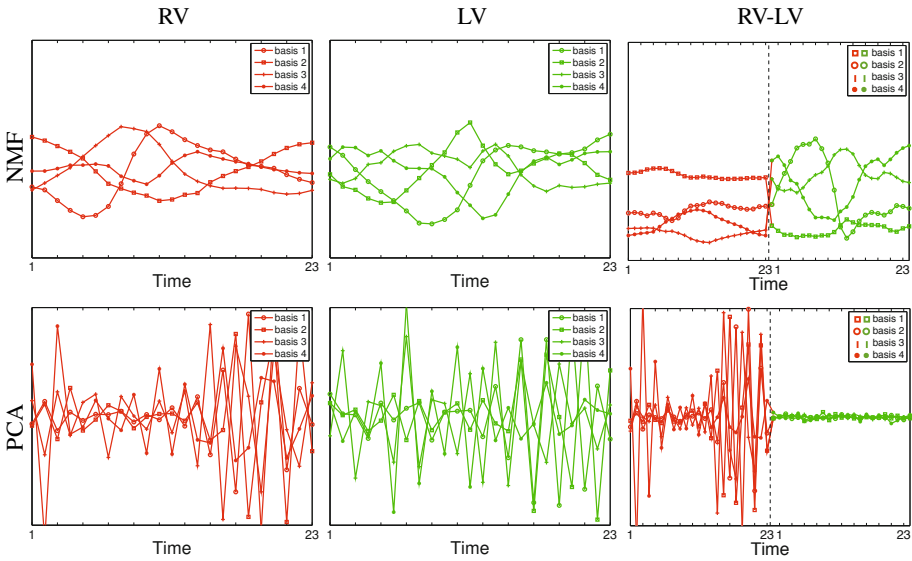 RV LV RV-LV
NMF
basis 1
basis 2
basis 3
basis 4
basis 1
basis 2
basis 3
basis 4
basis 1
basis 2
basis 3
basis 4
1 23
Time
1 23
Time
1 23 1 23
Time
PCA
basis 1
basis 2
basis 3
basis 4
basis 1
basis 2
basis 3
basis 4
basis 1
basis 2
basis 3
basis 4
1 23
Time
1 23
Time
1 23 1 23
Time